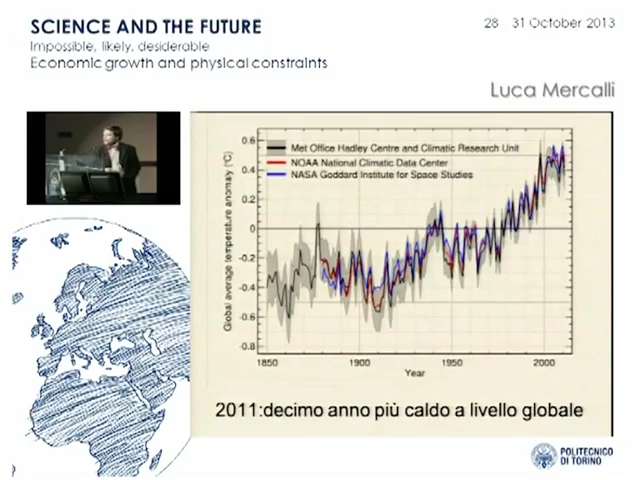 SCIENCE AND THE FUTURE
28 - 31 October 2013
Impossible, likely, desiderable
Economic growth and physical constraints
Luca Mercalli
Met Office Hadley Centre and Climatic Research Unit
NOAA National Climatic Data Center
NASA Goddard Institute for Space Studies
Global average temperature anomaly (°C)
0.6
0.4
0.2
0
-0.2
-0.4
-0.6
-0.8
1850 1900 1950 2000
Year
2011:decimo anno più caldo a livello globale
POLITECNICO
DI TORINO